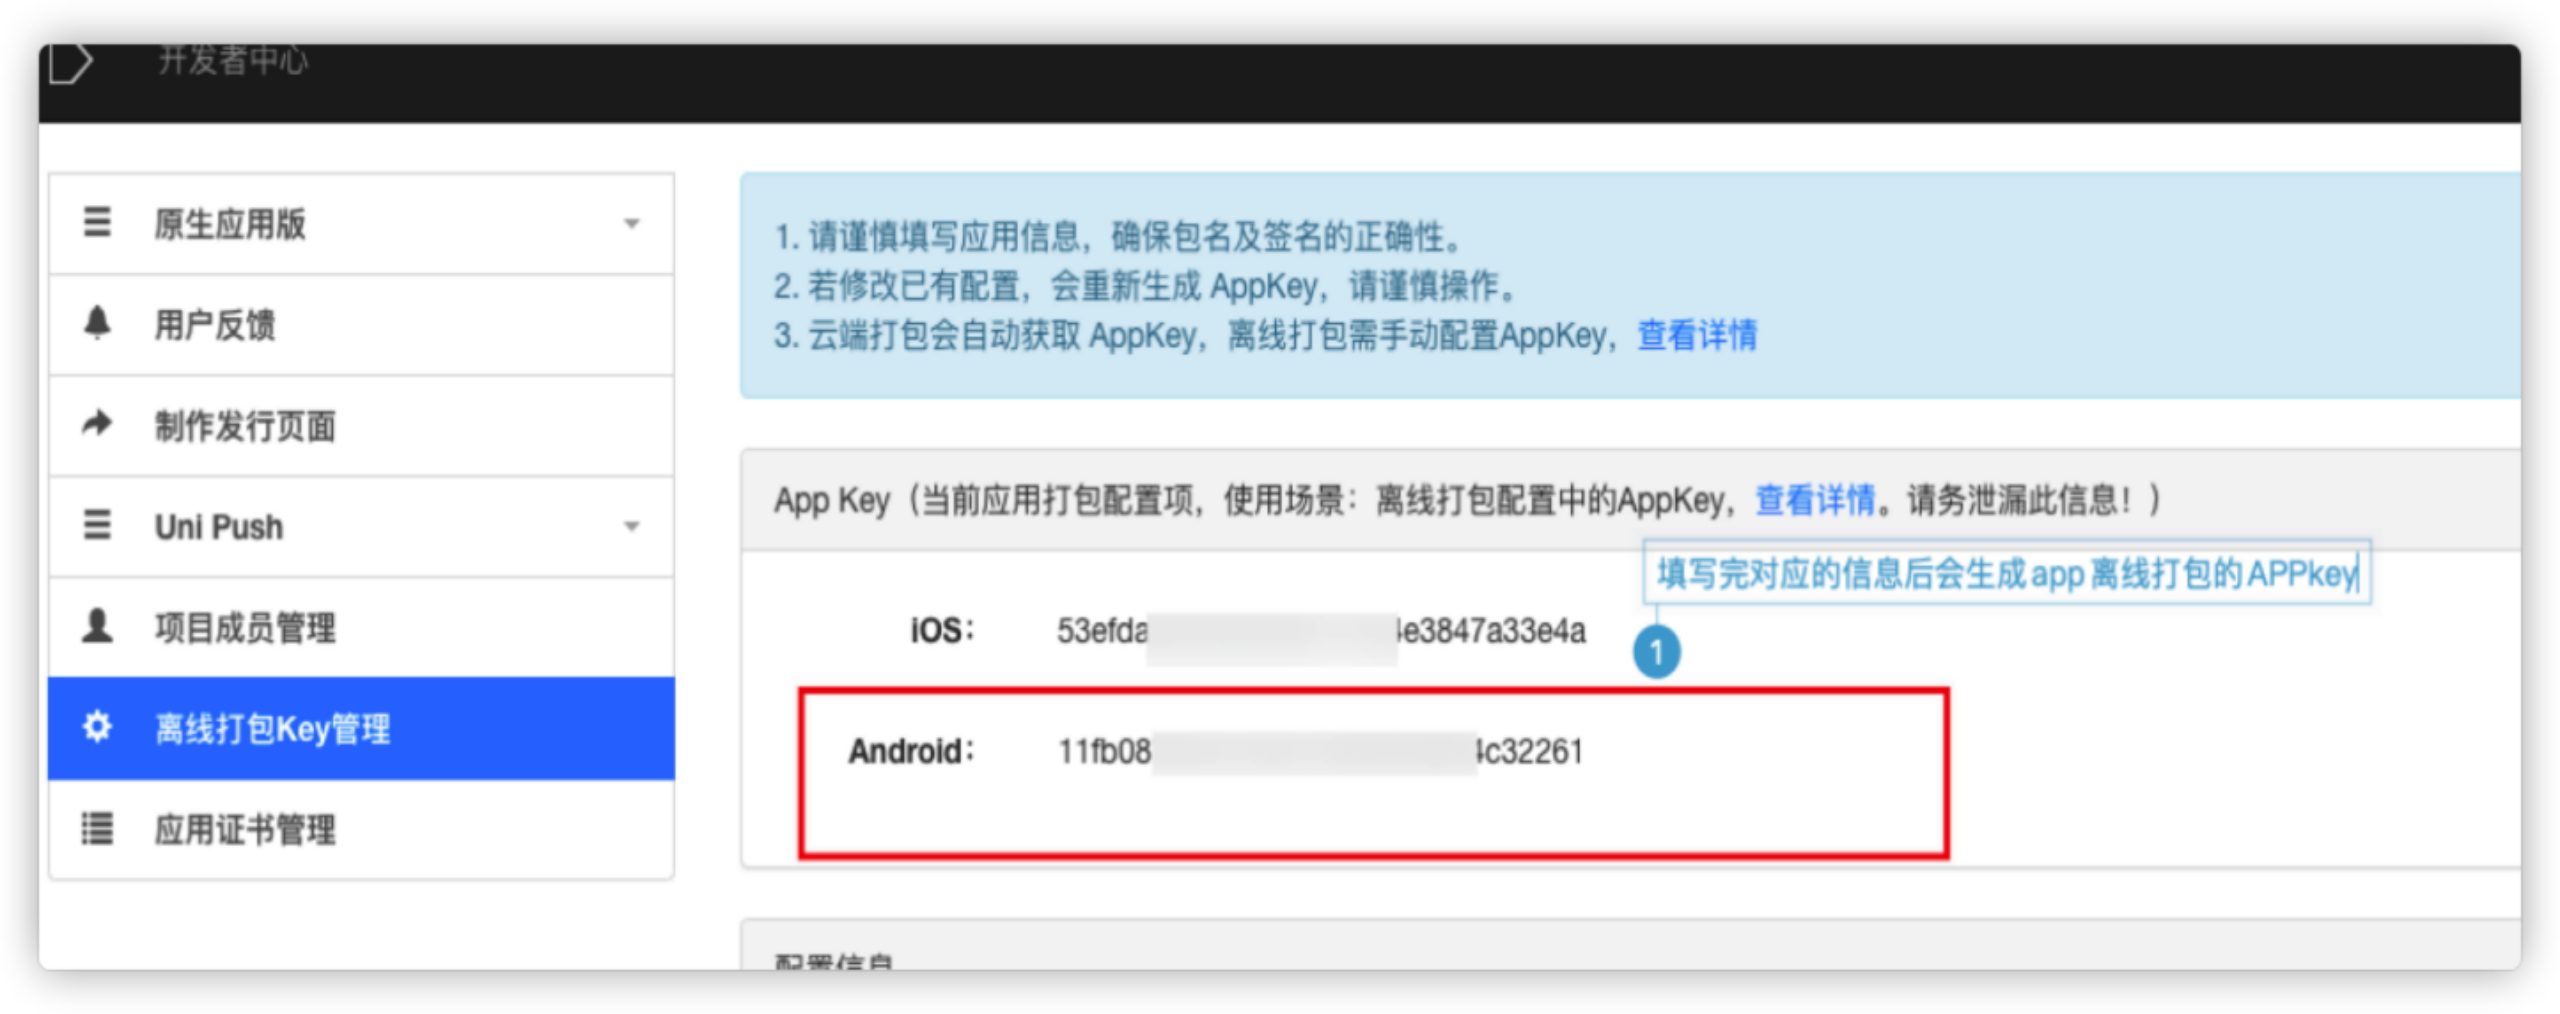 开发者中心
原生应用版
用户反馈
制作发行页面
Uni Push
项目成员管理
离线打包Key管理
应用证书管理
1. 请谨慎填写应用信息，确保包名及签名的正确性。
2. 若修改已有配置，会重新生成 AppKey，请谨慎操作。
3. 云端打包会自动获取 AppKey，离线打包需手动配置AppKey，查看详情
App Key（当前应用打包配置项，使用场景：离线打包配置中的AppKey，查看详情。请务泄漏此信息！）
填写完对应的信息后会生成app离线打包的APPkey
1
iOS： 53efda 4e3847a33e4a
Android： 11fb08 4c32261
配置信息